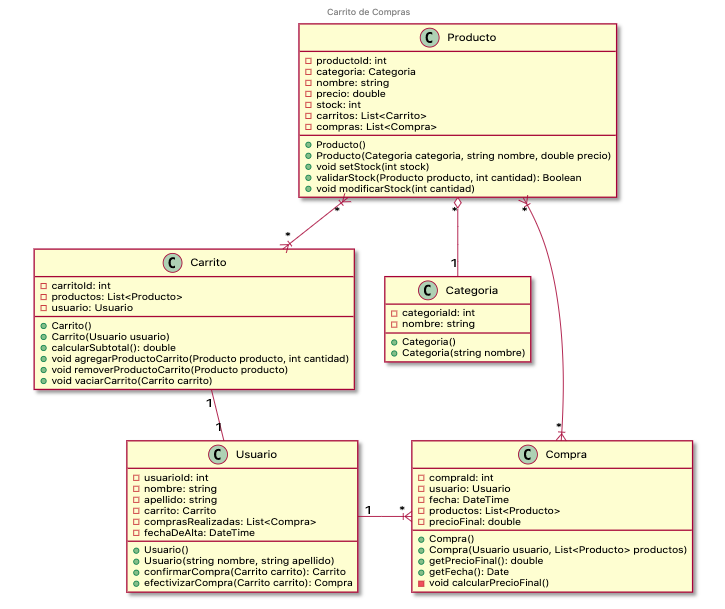 Carrito de Compras
C Producto
productoId: int
categoria: Categoria
nombre: string
precio: double
stock: int
carritos: List<Carrito>
compras: List<Compra>
Producto()
Producto(Categoria categoria, string nombre, double precio)
void setStock(int stock)
validarStock(Producto producto, int cantidad): Boolean
void modificarStock(int cantidad)
* * *
*
1
C Carrito
carritoId: int
productos: List<Producto>
usuario: Usuario
Carrito()
Carrito(Usuario usuario)
calcularSubtotal(): double
void agregarProductoCarrito(Producto producto, int cantidad)
void removerProductoCarrito(Producto producto)
void vaciarCarrito(Carrito carrito)
C Categoria
categoriaId: int
nombre: string
Categoria()
Categoria(string nombre)
1
1
*
C Usuario
usuarioId: int
nombre: string
apellido: string
carrito: Carrito
comprasRealizadas: List<Compra>
fechaDeAlta: DateTime
Usuario()
Usuario(string nombre, string apellido)
confirmarCompra(Carrito carrito): Carrito
efectivizarCompra(Carrito carrito): Compra
1 *
C Compra
compraId: int
usuario: Usuario
fecha: DateTime
productos: List<Producto>
precioFinal: double
Compra()
Compra(Usuario usuario, List<Producto> productos)
getPrecioFinal(): double
getFecha(): Date
void calcularPrecioFinal()